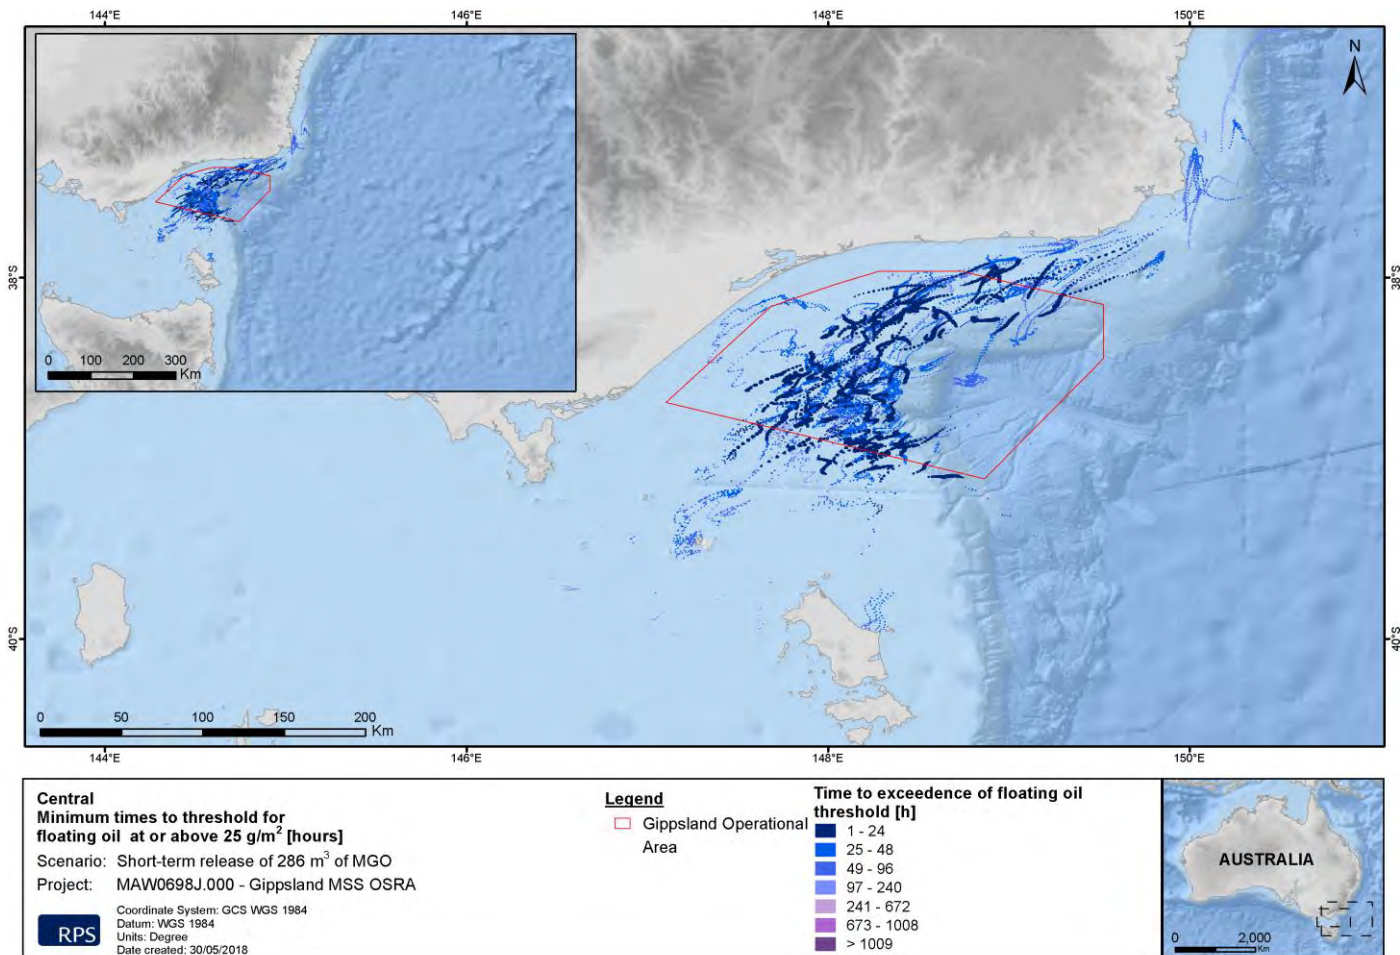 144°E
146°E
148°E
150°E
N
38°S
38°S
0 100 200 300
Km
40°S
40°S
0 50 100 150 200
Km
144°E
146°E
148°E
150°E
Central
Minimum times to threshold for
floating oil at or above 25 g/m² [hours]
Scenario: Short-term release of 286 m³ of MGO
Project: MAW0698J.000 - Gippsland MSS OSRA
RPS
Coordinate System: GCS WGS 1984
Datum: WGS 1984
Units: Degree
Date created: 30/05/2018
Legend
Gippsland Operational
Area
Time to exceedence of floating oil
threshold [h]
1 - 24
25 - 48
49 - 96
97 - 240
241 - 672
673 - 1008
> 1009
AUSTRALIA
0 2,000
Km